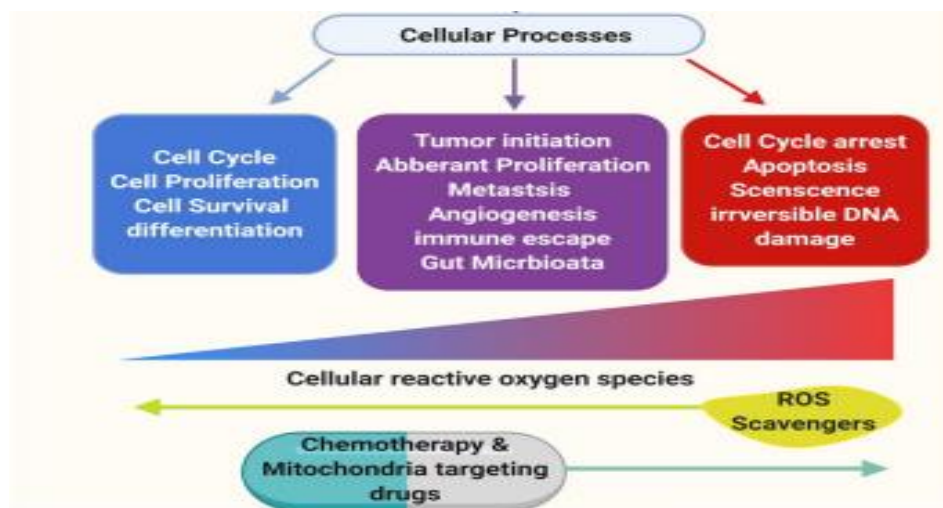 Cellular Processes
Cell Cycle
Cell Proliferation
Cell Survival
differentiation
Tumor initiation
Abberant Proliferation
Metastsis
Angiogenesis
immune escape
Gut Micrbioata
Cell Cycle arrest
Apoptosis
Scenscence
irrversible DNA
damage
Cellular reactive oxygen species
ROS
Scavengers
Chemotherapy &
Mitochondria targeting
drugs